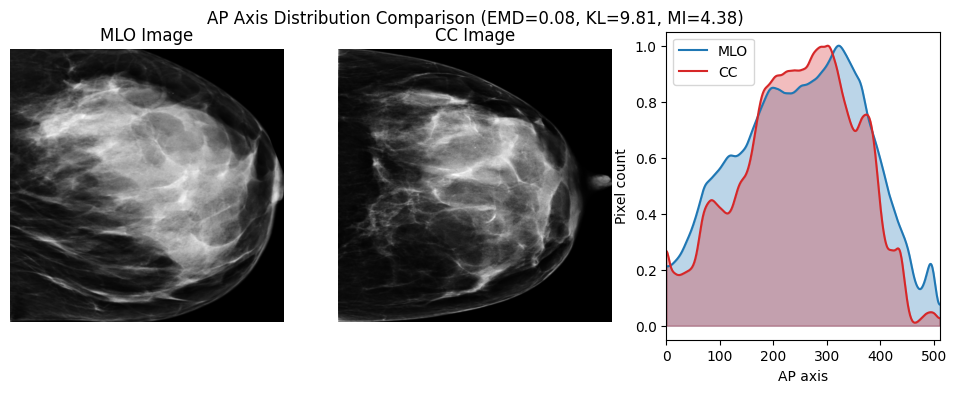 AP Axis Distribution Comparison (EMD=0.08, KL=9.81, MI=4.38)
MLO Image
CC Image
MLO
CC
Pixel count
1.0
0.8
0.6
0.4
0.2
0.0
0 100 200 300 400 500
AP axis